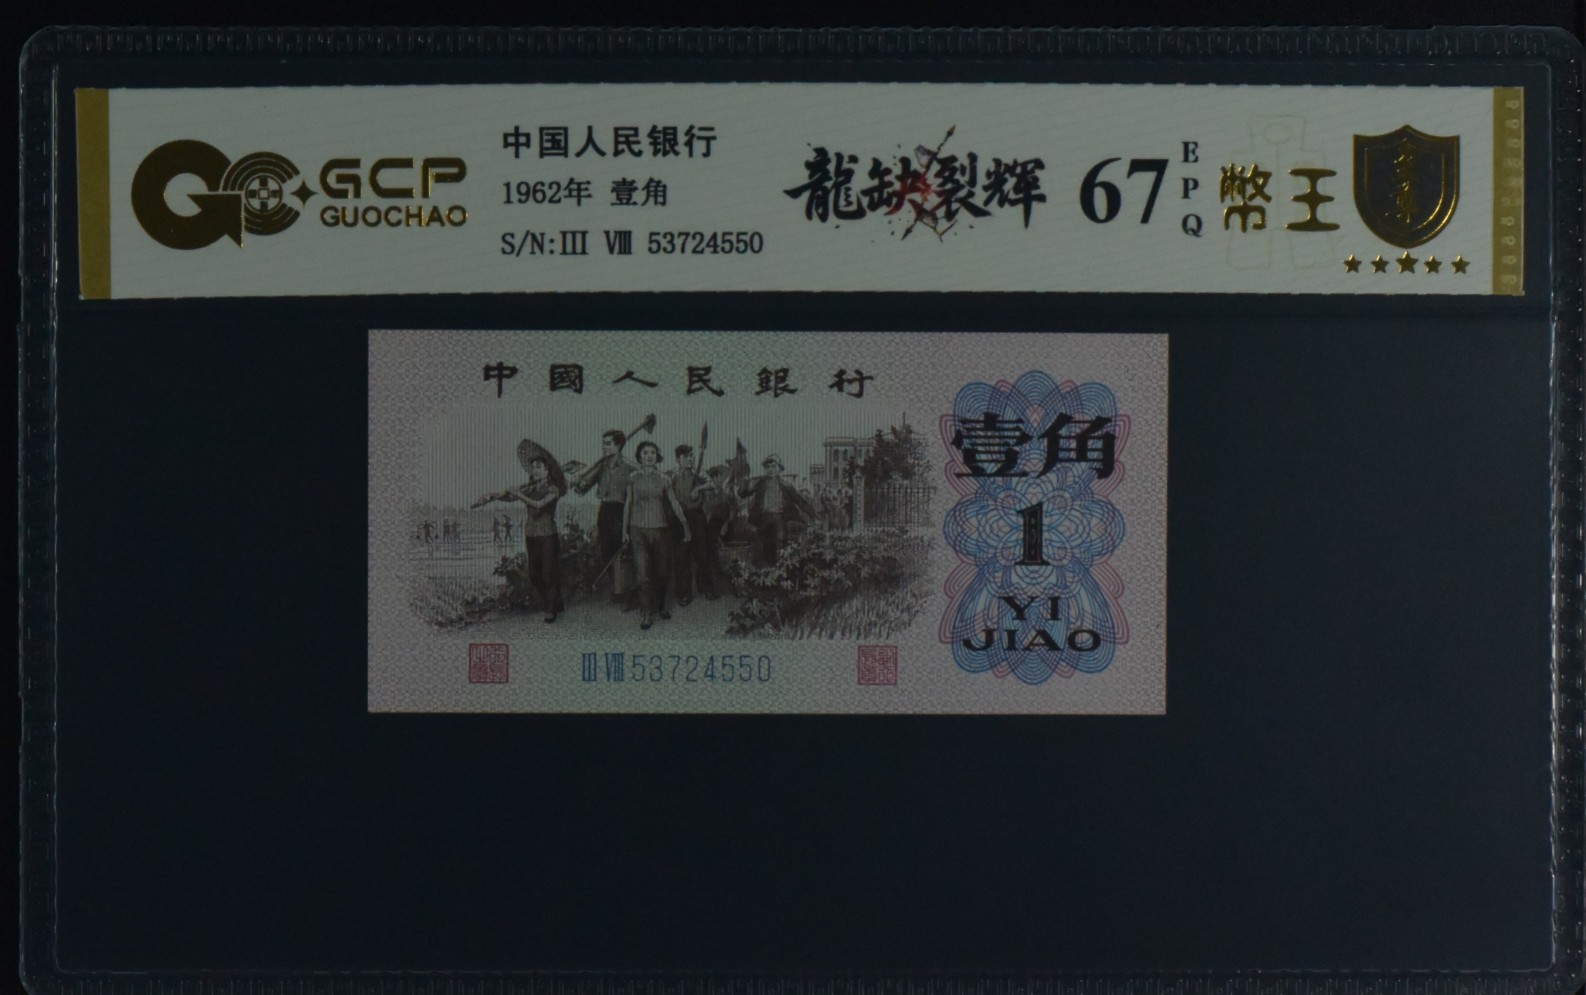 GCP
GUOCHAO
中国人民银行
1962年 壹角
S/N:III VIII 53724550
龍缺裂輝
67
EPQ
幣王
中國人民銀行
壹角
1
YI
JIAO
III VIII 53724550